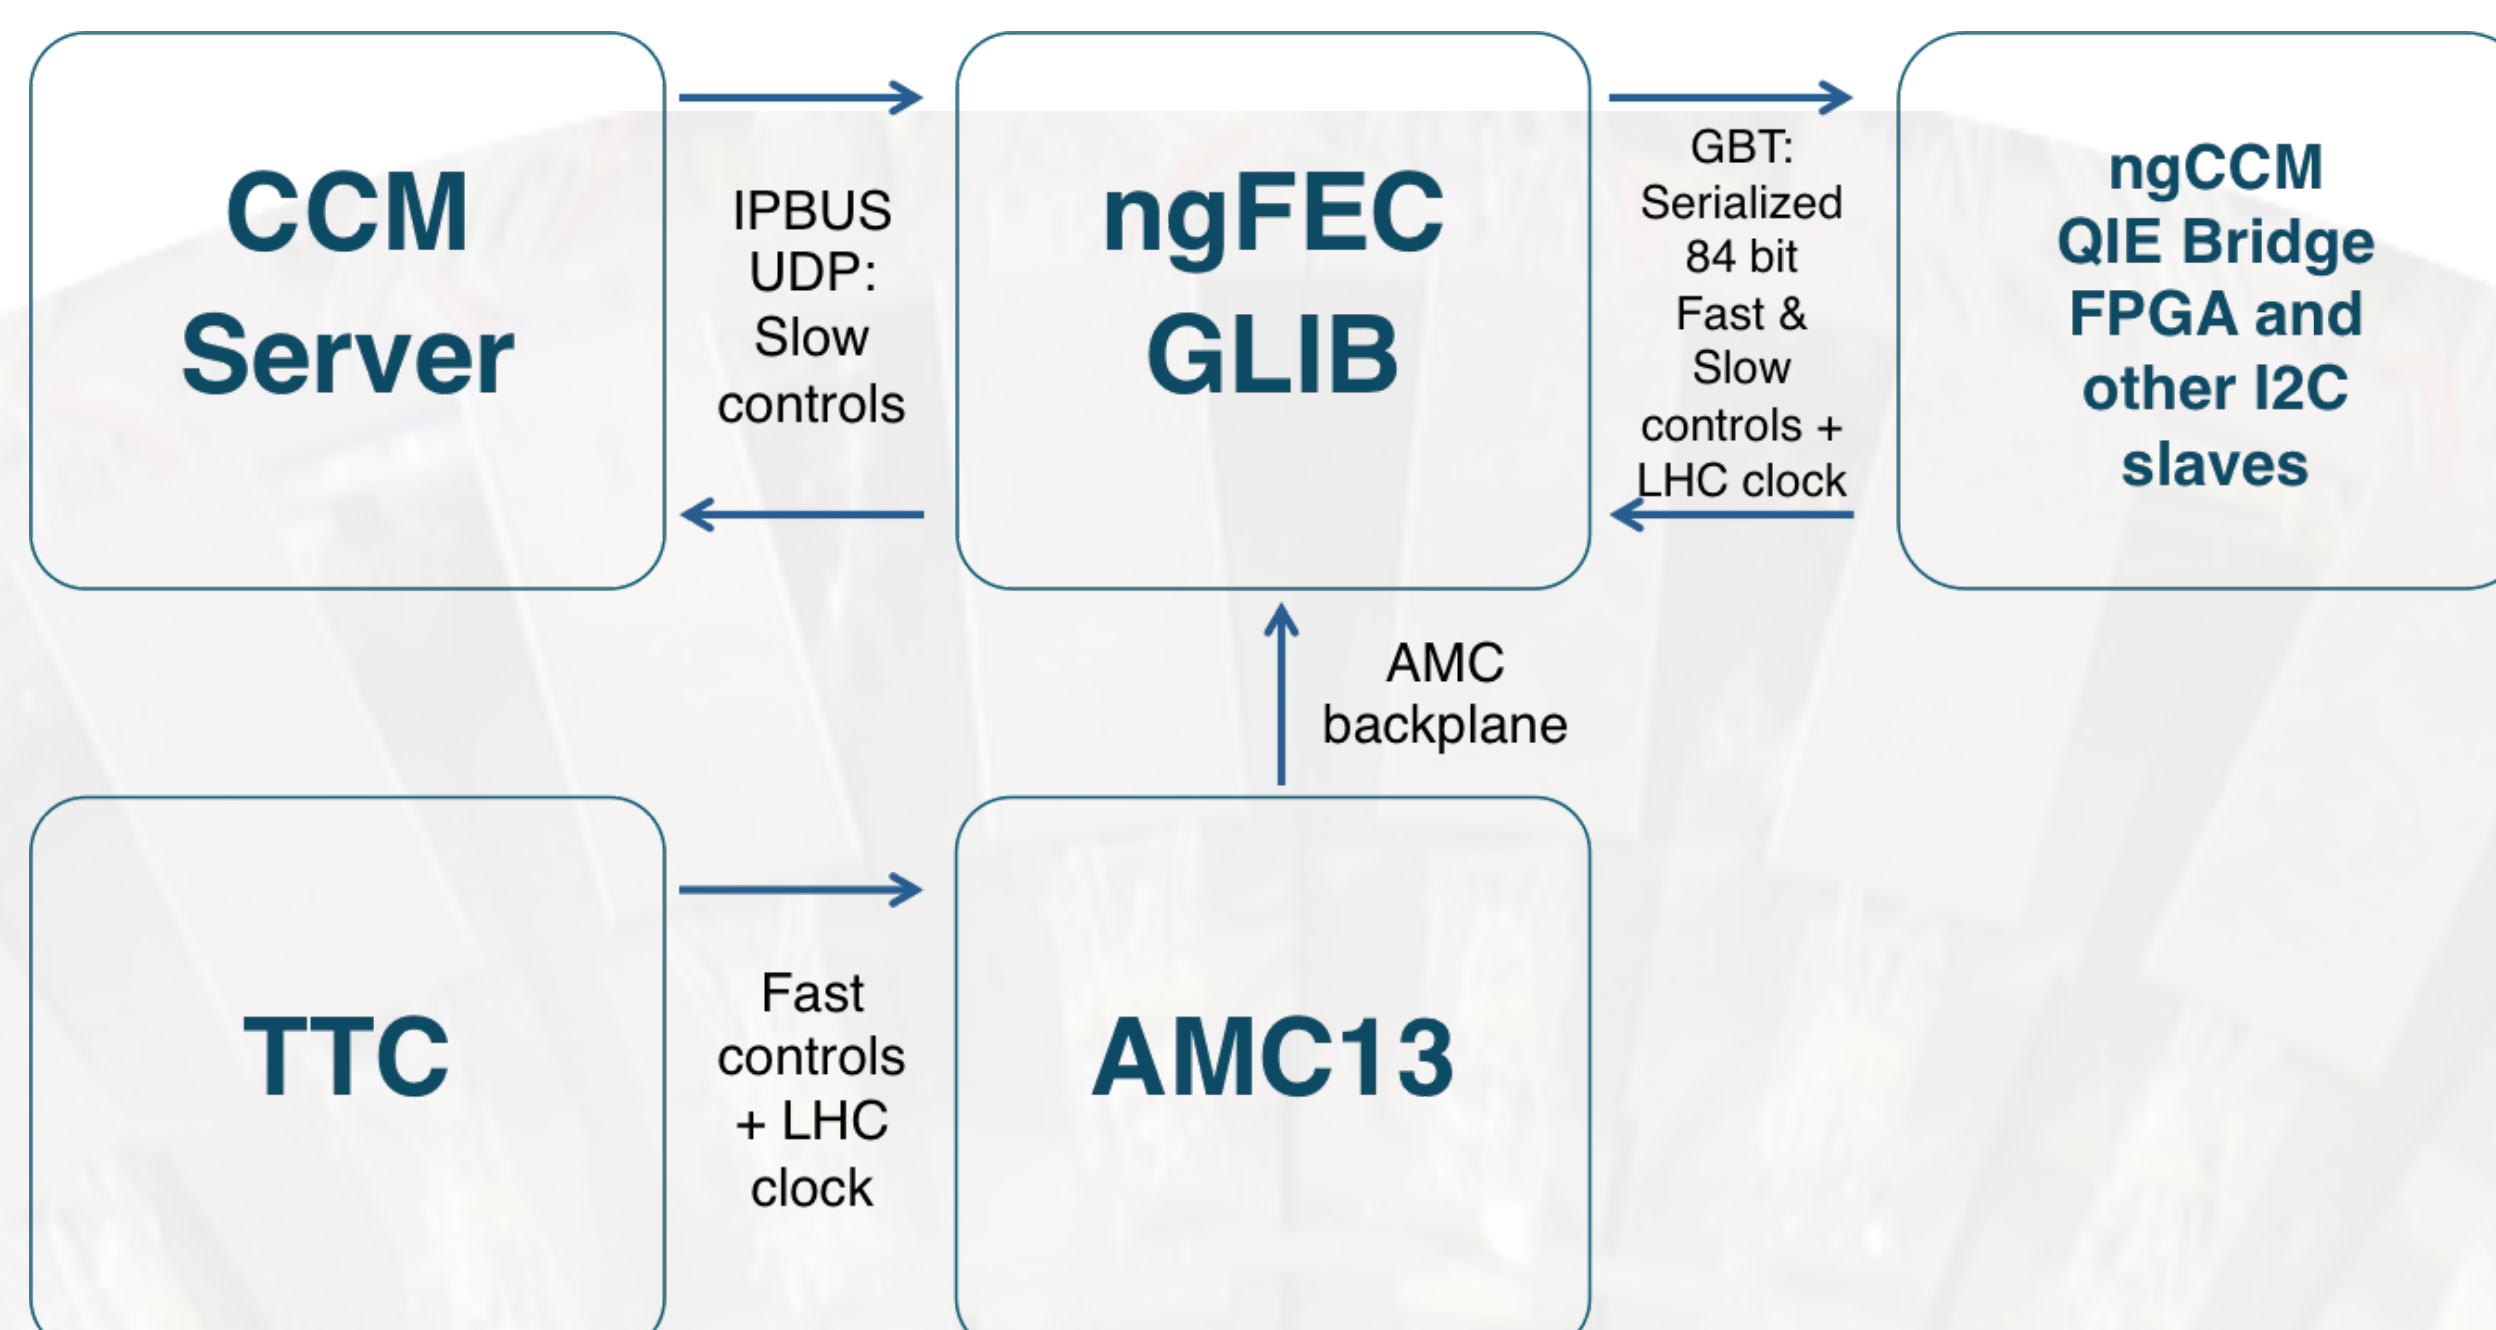 CCM
Server
IPBUS
UDP:
Slow
controls
ngFEC
GLIB
GBT:
Serialized
84 bit
Fast &
Slow
controls +
LHC clock
ngCCM
QIE Bridge
FPGA and
other I2C
slaves
AMC
backplane
TTC
Fast
controls
+ LHC
clock
AMC13